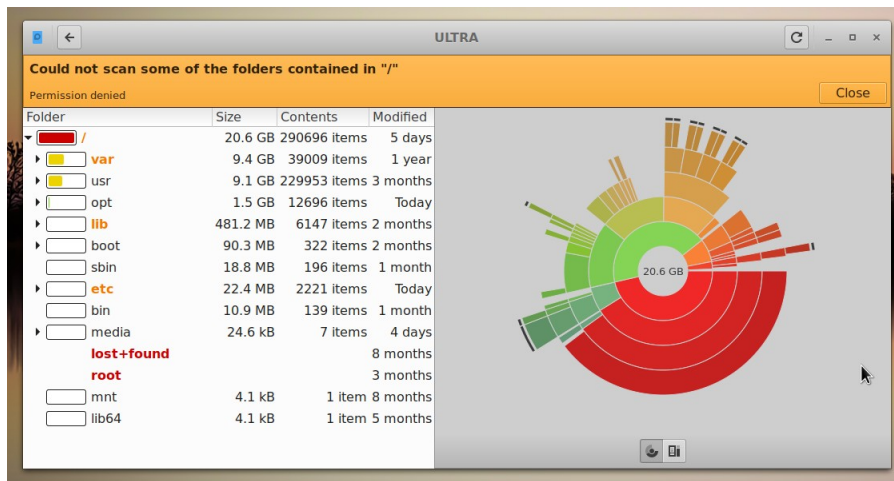 ULTRA
Could not scan some of the folders contained in "/"
Permission denied
Close
Folder Size Contents Modified
/ 20.6 GB 290696 items 5 days
var 9.4 GB 39009 items 1 year
usr 9.1 GB 229953 items 3 months
opt 1.5 GB 12696 items Today
lib 481.2 MB 6147 items 2 months
boot 90.3 MB 322 items 2 months
sbin 18.8 MB 196 items 1 month
etc 22.4 MB 2221 items Today
bin 10.9 MB 139 items 1 month
media 24.6 kB 7 items 4 days
lost+found 8 months
root 3 months
mnt 4.1 kB 1 item 8 months
lib64 4.1 kB 1 item 5 months
20.6 GB